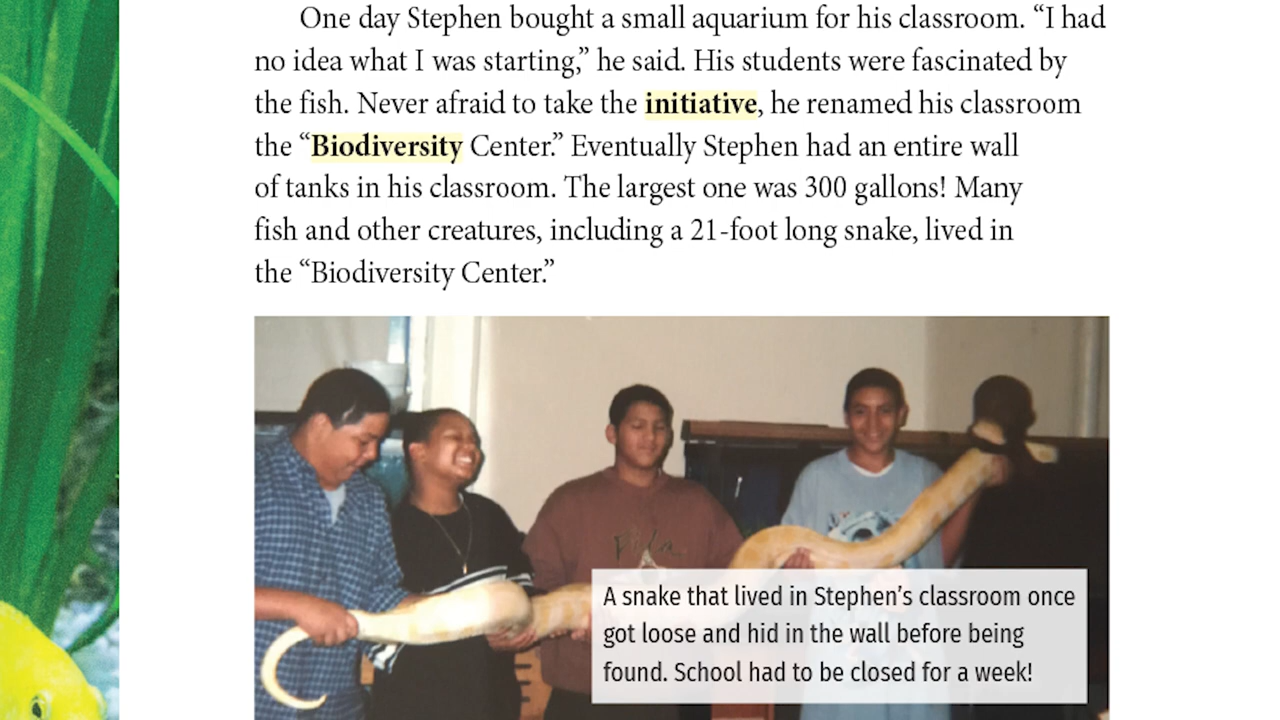 One day Stephen bought a small aquarium for his classroom. “I had
no idea what I was starting,” he said. His students were fascinated by
the fish. Never afraid to take the initiative, he renamed his classroom
the “Biodiversity Center.” Eventually Stephen had an entire wall
of tanks in his classroom. The largest one was 300 gallons! Many
fish and other creatures, including a 21-foot long snake, lived in
the “Biodiversity Center.”
Fila
A snake that lived in Stephen’s classroom once
got loose and hid in the wall before being
found. School had to be closed for a week!